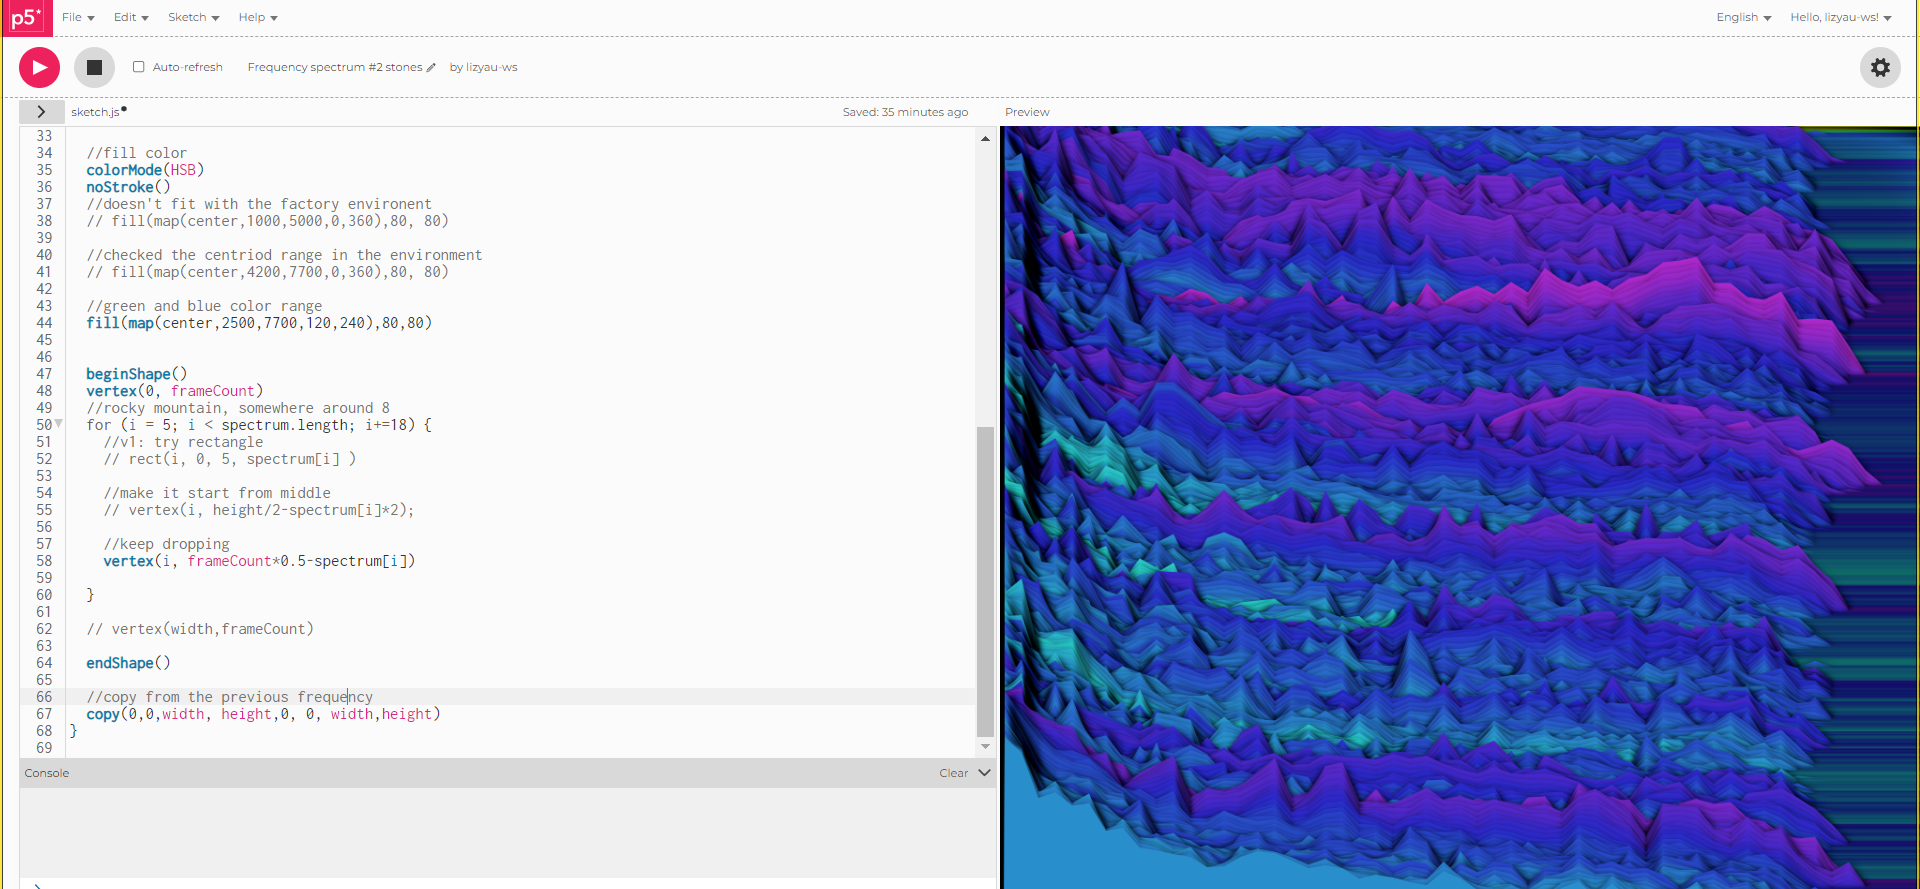 p5*
File Edit Sketch Help English Hello, lizyau-ws!
Auto-refresh Frequency spectrum #2 stones by lizyau-ws
sketch.js Saved: 35 minutes ago Preview
33
34 //fill color
35 colorMode(HSB)
36 noStroke()
37 //doesn't fit with the factory environent
38 // fill(map(center,1000,5000,0,360),80, 80)
39
40 //checked the centriod range in the environment
41 // fill(map(center,4200,7700,0,360),80, 80)
42
43 //green and blue color range
44 fill(map(center,2500,7700,120,240),80,80)
45
46
47 beginShape()
48 vertex(0, frameCount)
49 //rocky mountain, somewhere around 8
50 for (i = 5; i < spectrum.length; i+=18) {
51 //v1: try rectangle
52 // rect(i, 0, 5, spectrum[i] )
53
54 //make it start from middle
55 // vertex(i, height/2-spectrum[i]*2);
56
57 //keep dropping
58 vertex(i, frameCount*0.5-spectrum[i])
59
60 }
61
62 // vertex(width,frameCount)
63
64 endShape()
65
66 //copy from the previous frequency
67 copy(0,0,width, height,0, 0, width,height)
68 }
69
Console Clear